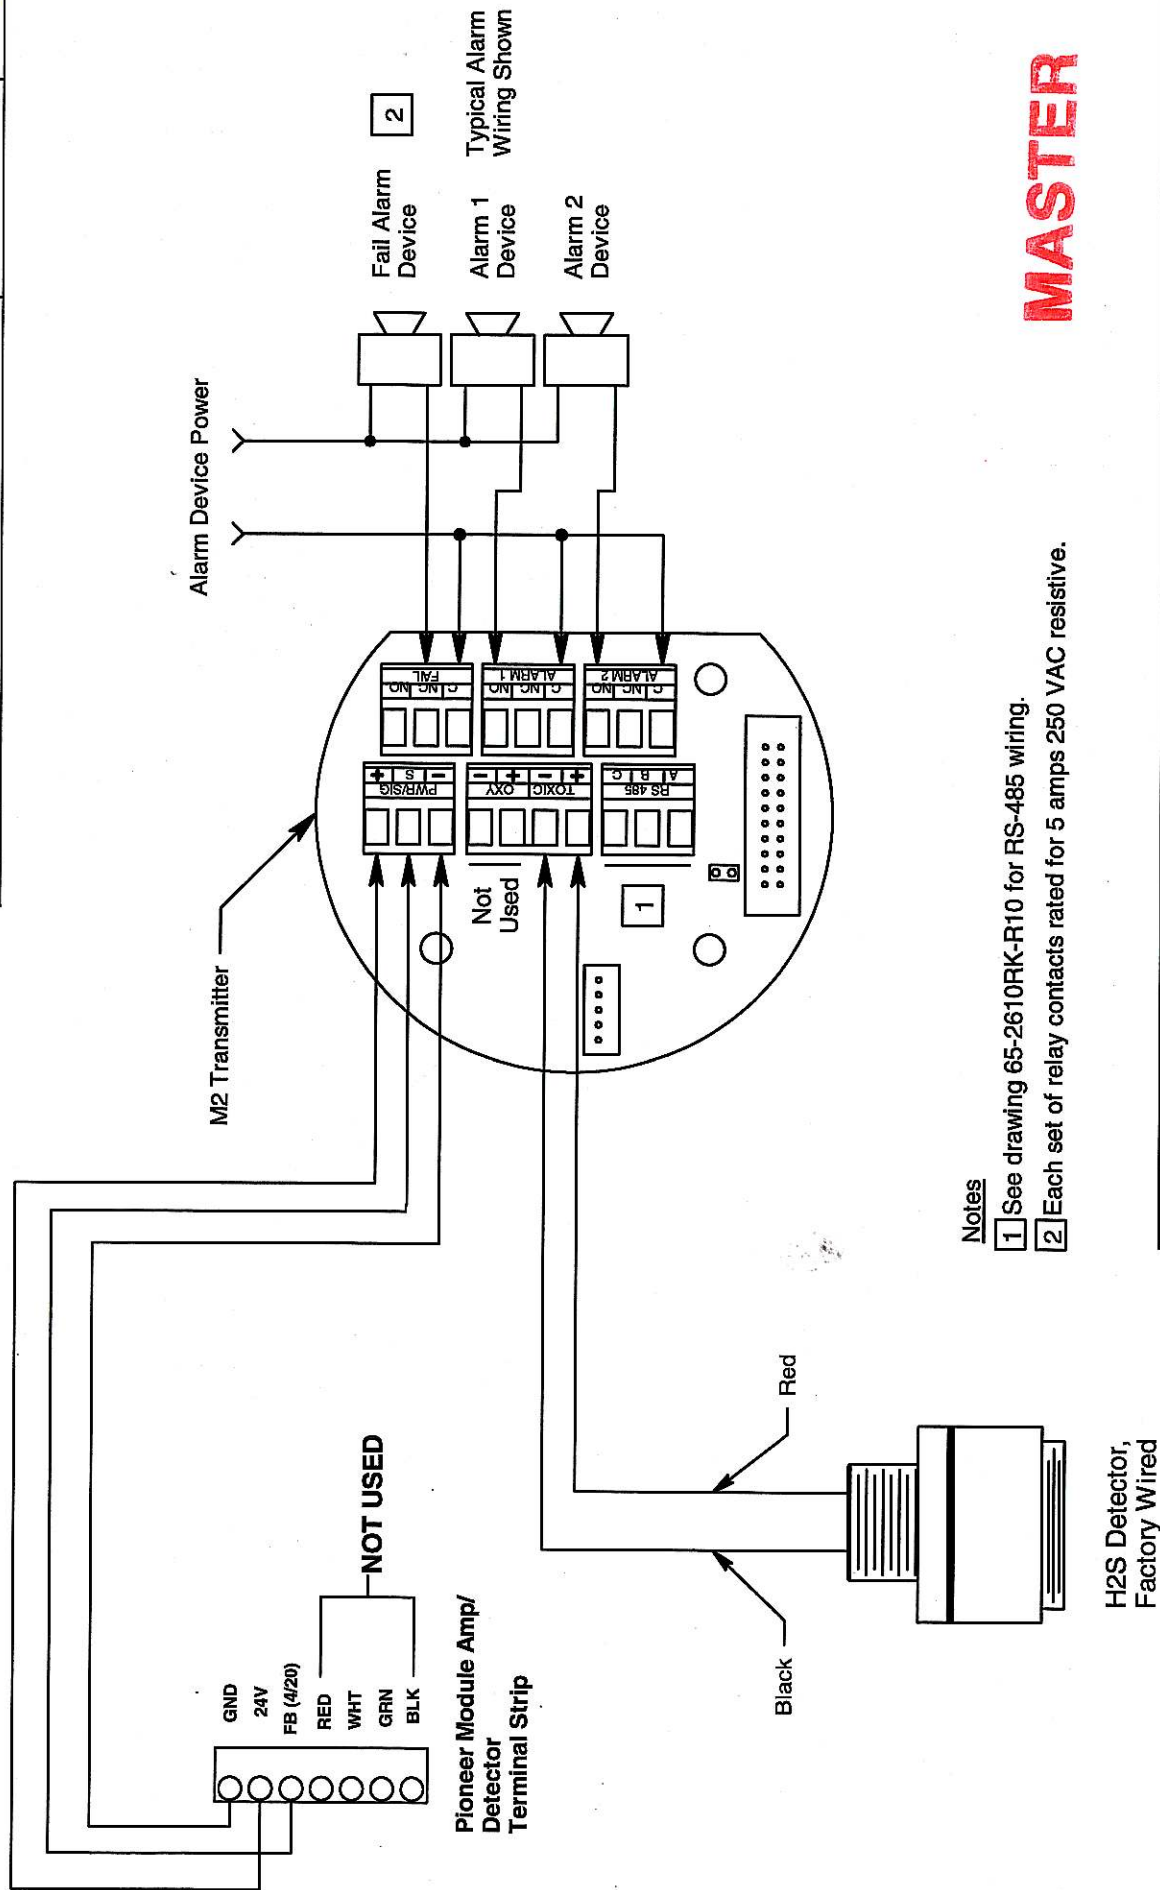 Pioneer Module Amp/
Detector
Terminal Strip
GND
24V
FB (4/20)
RED
WHT
GRN
BLK
NOT USED
M2 Transmitter
Alarm Device Power
Fail Alarm
Device
2
Alarm 1
Device
Typical Alarm
Wiring Shown
Alarm 2
Device
PWR/SIG
+
S
-
OXY
-
+
TOXIC
-
+
RS 485
A
B
C
FAIL
NO
NC
C
ALARM 1
NO
NC
C
ALARM 2
NO
NC
C
Not
Used
1
Black
Red
H2S Detector,
Factory Wired
Notes
1 See drawing 65-2610RK-R10 for RS-485 wiring.
2 Each set of relay contacts rated for 5 amps 250 VAC resistive.
MASTER